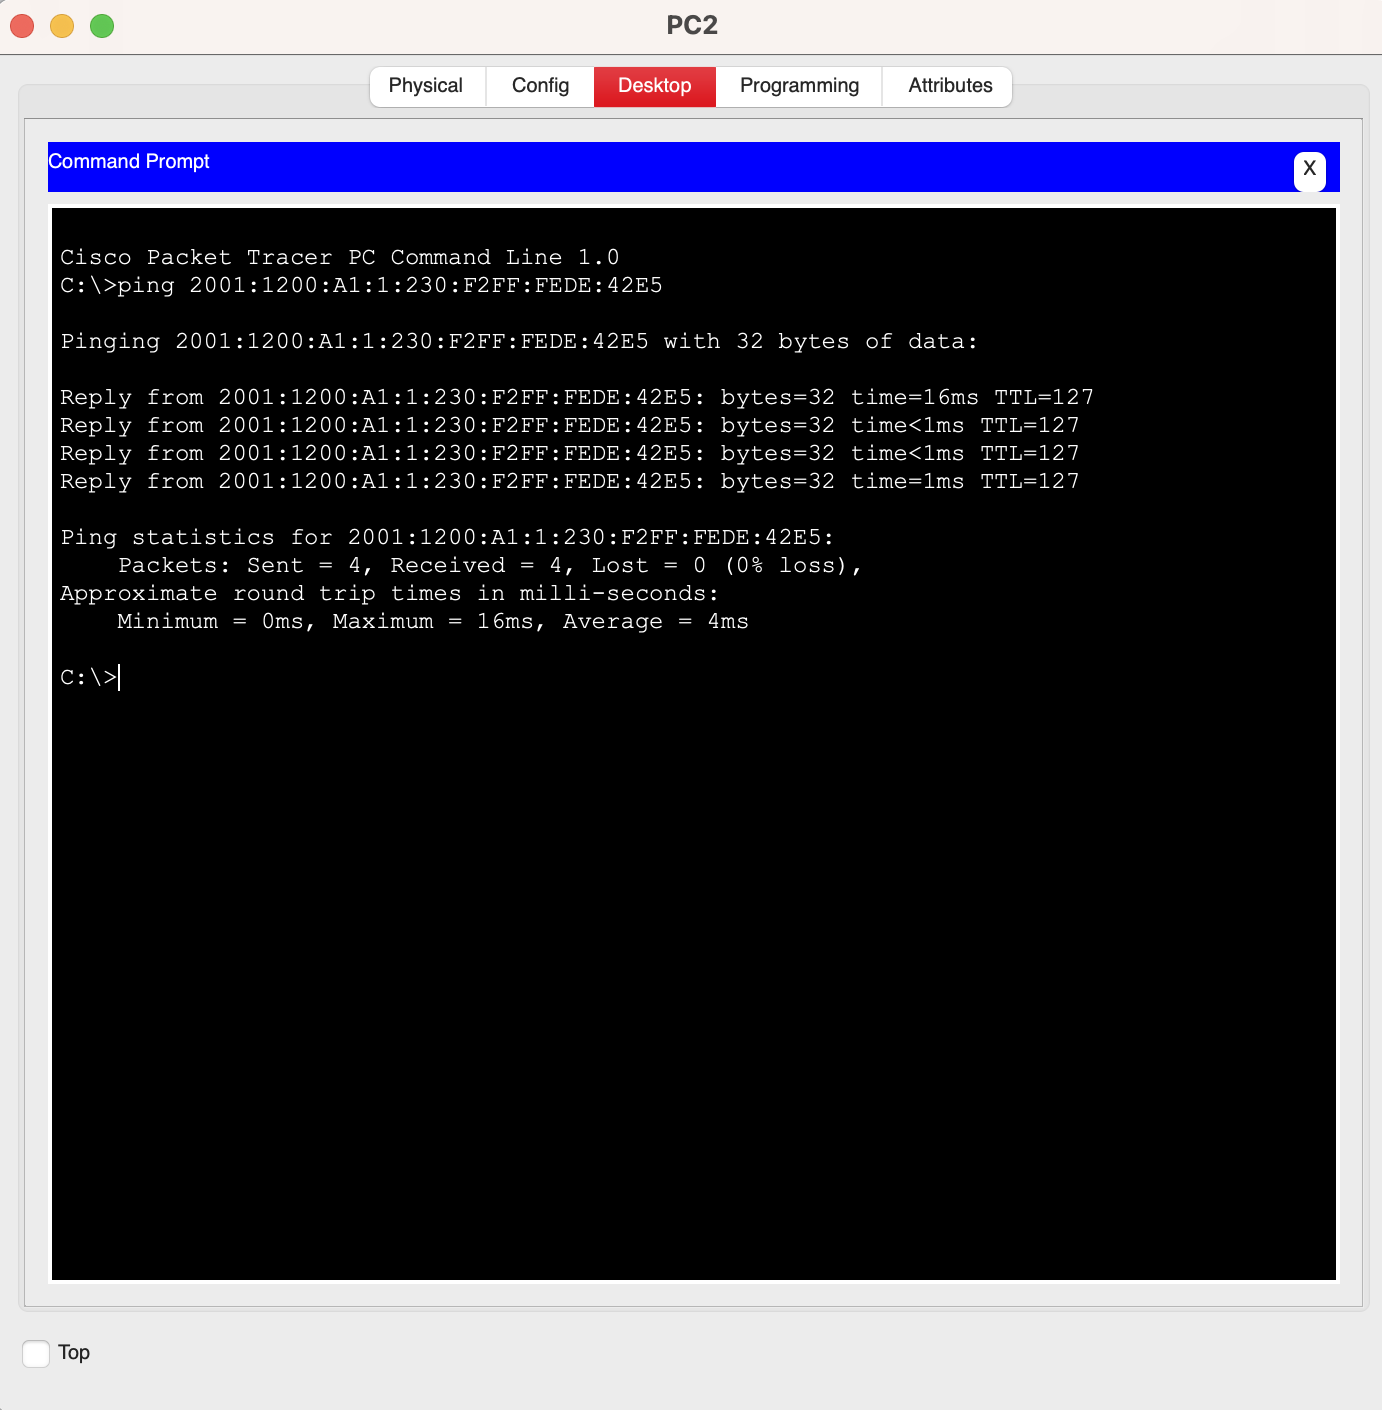 PC2
Physical Config Desktop Programming Attributes
Command Prompt
X
Cisco Packet Tracer PC Command Line 1.0
C:\>ping 2001:1200:A1:1:230:F2FF:FEDE:42E5
Pinging 2001:1200:A1:1:230:F2FF:FEDE:42E5 with 32 bytes of data:
Reply from 2001:1200:A1:1:230:F2FF:FEDE:42E5: bytes=32 time=16ms TTL=127
Reply from 2001:1200:A1:1:230:F2FF:FEDE:42E5: bytes=32 time<1ms TTL=127
Reply from 2001:1200:A1:1:230:F2FF:FEDE:42E5: bytes=32 time<1ms TTL=127
Reply from 2001:1200:A1:1:230:F2FF:FEDE:42E5: bytes=32 time=1ms TTL=127
Ping statistics for 2001:1200:A1:1:230:F2FF:FEDE:42E5:
Packets: Sent = 4, Received = 4, Lost = 0 (0% loss),
Approximate round trip times in milli-seconds:
Minimum = 0ms, Maximum = 16ms, Average = 4ms
C:\>
Top